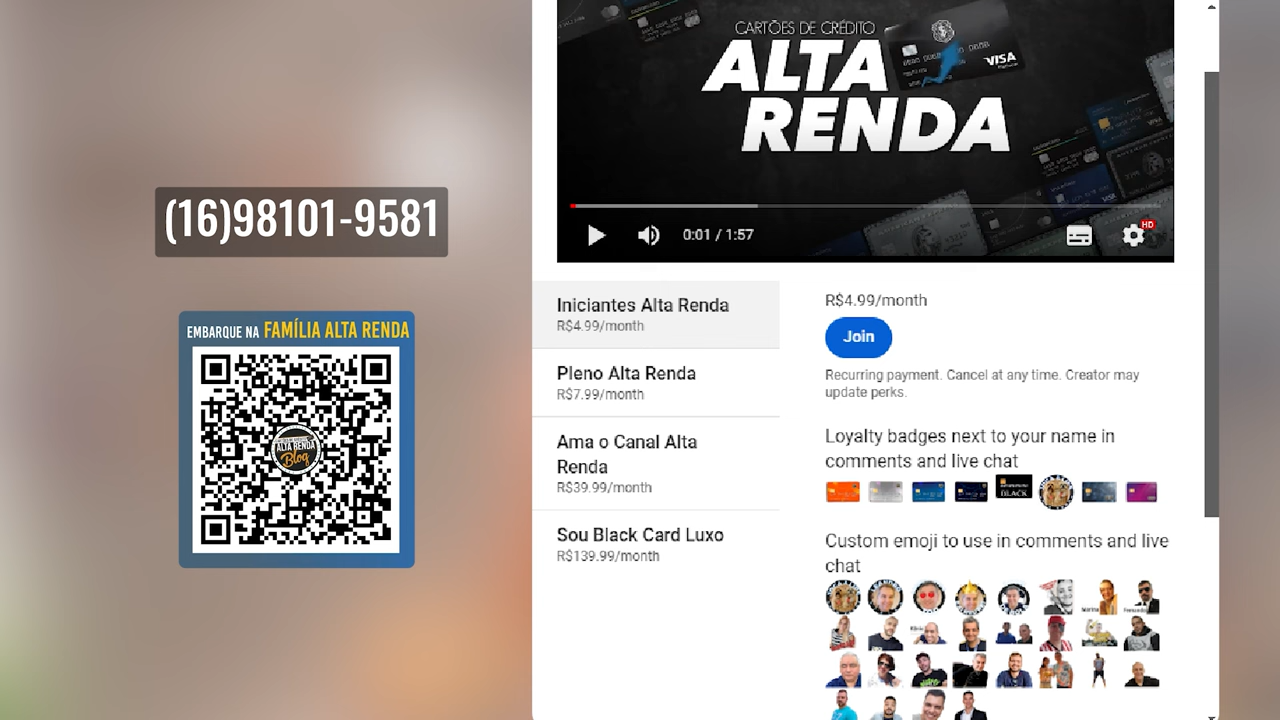 (16)98101-9581
EMBARQUE NA FAMÍLIA ALTA RENDA
ALTA RENDA
Blog
CARTÕES DE CRÉDITO
ALTA
RENDA
VISA
0:01 / 1:57
HD
Iniciantes Alta Renda
R$4.99/month
Pleno Alta Renda
R$7.99/month
Ama o Canal Alta
Renda
R$39.99/month
Sou Black Card Luxo
R$139.99/month
R$4.99/month
Join
Recurring payment. Cancel at any time. Creator may
update perks.
Loyalty badges next to your name in
comments and live chat
BLACK
Custom emoji to use in comments and live
chat